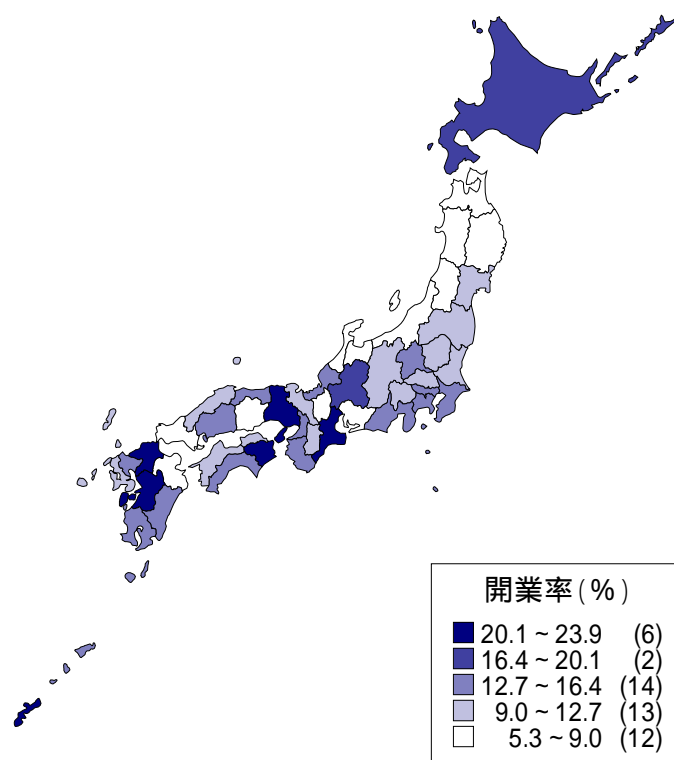 開業率(%)
20.1 ~ 23.9 (6)
16.4 ~ 20.1 (2)
12.7 ~ 16.4 (14)
9.0 ~ 12.7 (13)
5.3 ~ 9.0 (12)